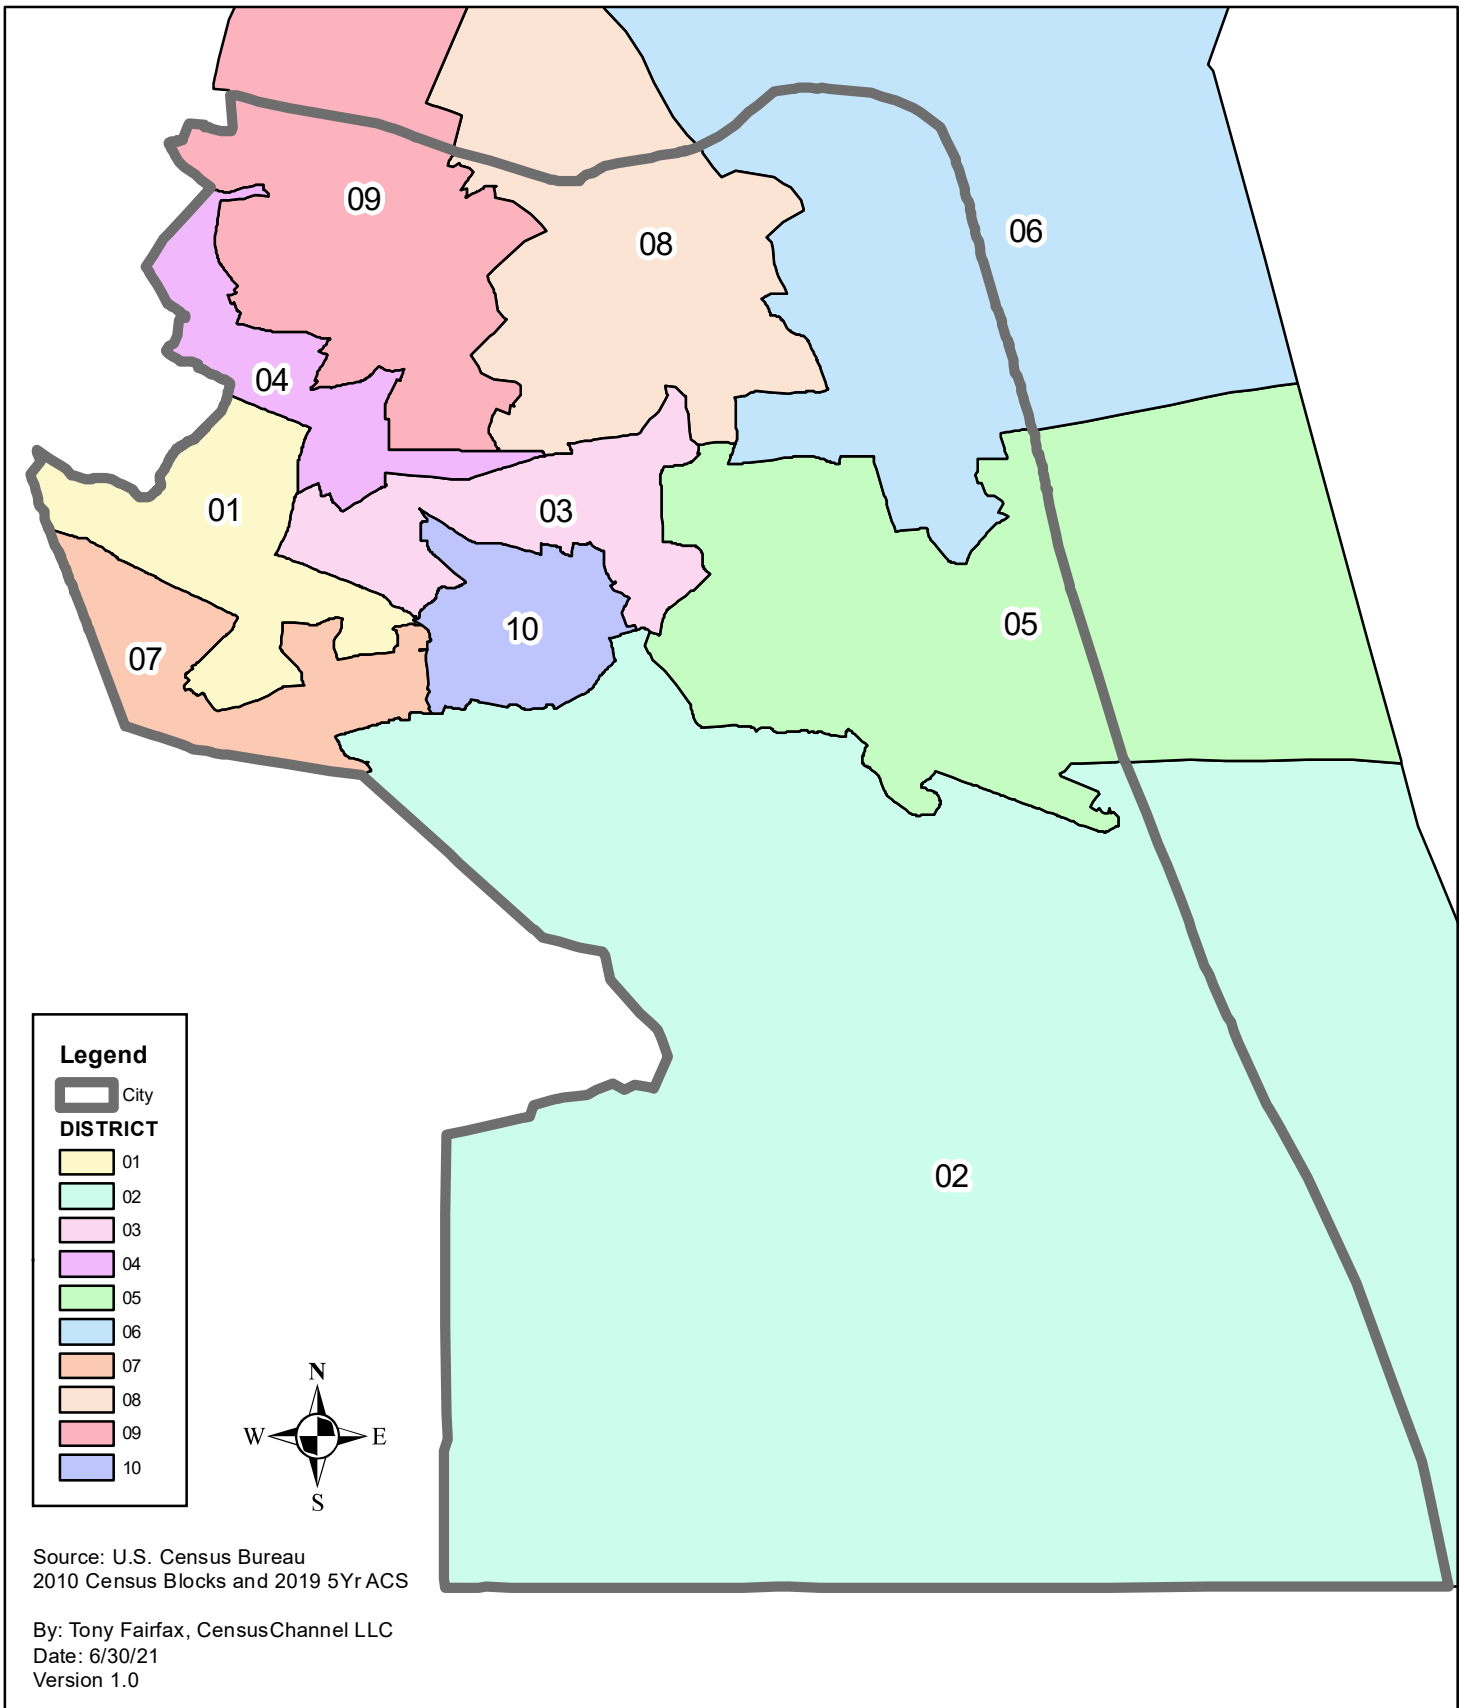 09
08
06
04
01
03
10
05
07
02
Legend
City
DISTRICT
01
02
03
04
05
06
07
08
09
10
N
W E
S
Source: U.S. Census Bureau
2010 Census Blocks and 2019 5Yr ACS
By: Tony Fairfax, CensusChannel LLC
Date: 6/30/21
Version 1.0